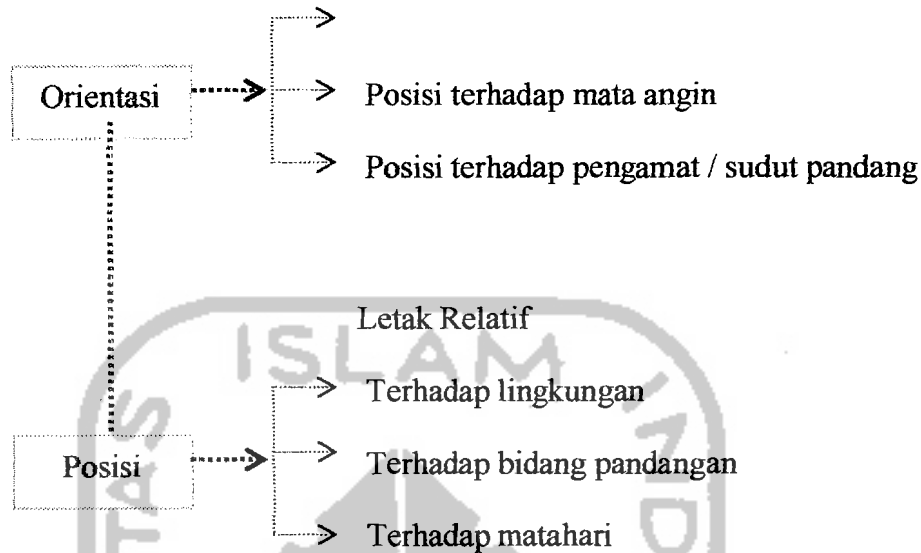 Orientasi
Posisi terhadap mata angin
Posisi terhadap pengamat / sudut pandang
Letak Relatif
Terhadap lingkungan
Posisi
Terhadap bidang pandangan
Terhadap matahari
ISLAM